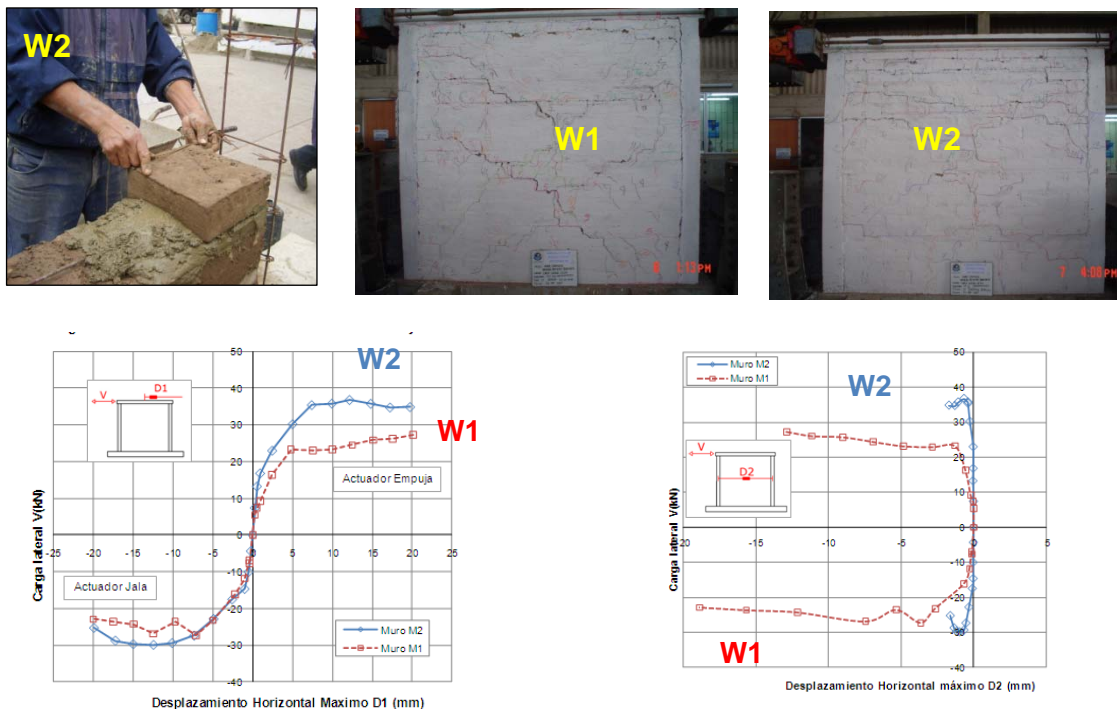 W2
W1
W2
8 1:13 PM
7 4:08 PM
W2
W1
Actuador Empuja
Actuador Jala
V
D1
Muro M2
Muro M1
Carga lateral V(kN)
50
40
30
20
10
0
-10
-20
-30
-40
-25
-20
-15
-10
-5
0
5
10
15
20
25
Desplazamiento Horizontal Maximo D1 (mm)
Muro M2
Muro M1
W2
V
D2
W1
Carga lateral V(kN)
50
40
30
20
10
0
-10
-20
-30
-40
-20
-15
-10
-5
0
5
Desplazamiento Horizontal máximo D2 (mm)